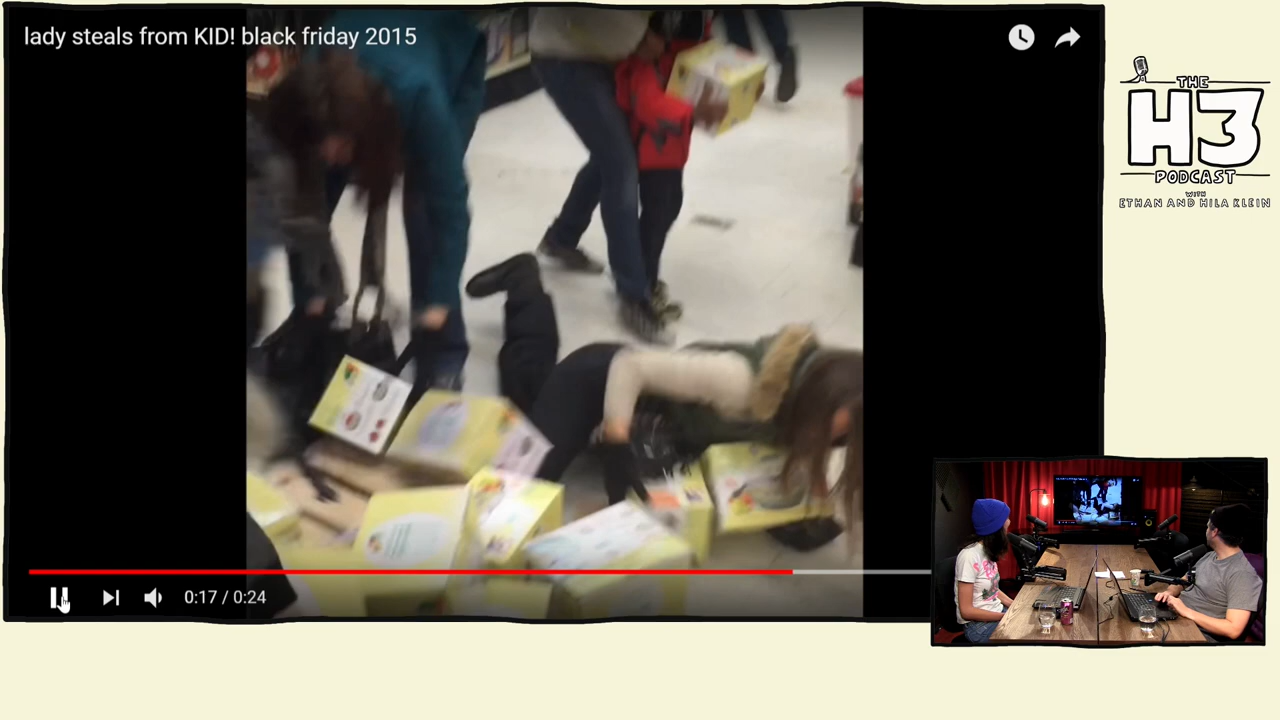 lady steals from KID! black friday 2015
THE
H3
PODCAST
WITH
ETHAN AND HILA KLEIN
0:17 / 0:24